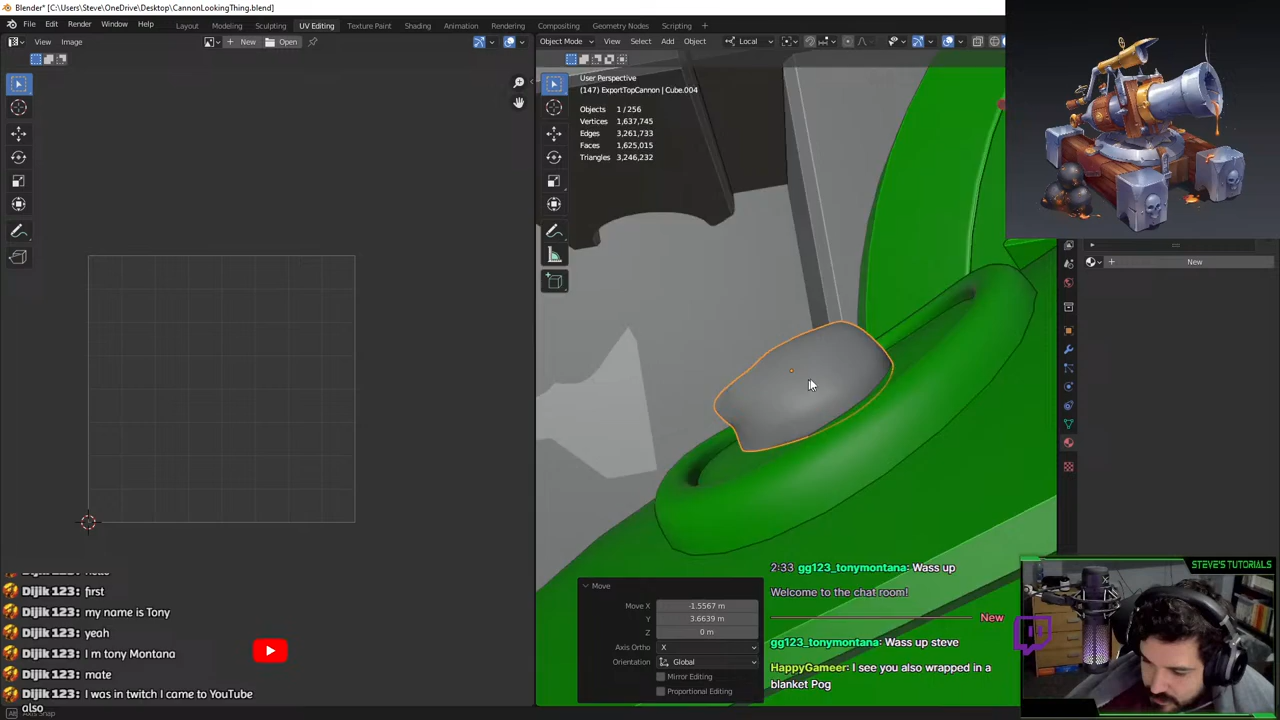 Blender* [C:\Users\Steve\OneDrive\Desktop\CannonLookingThing.blend]
File Edit Render Window Help Layout Modeling Sculpting UV Editing Texture Paint Shading Animation Rendering Compositing Geometry Nodes Scripting +
View Image New Open
Object Mode View Select Add Object Local
User Perspective
(147) ExportTopCannon | Cube.004
Objects 1 / 256
Vertices 1,637,745
Edges 3,261,733
Faces 1,625,015
Triangles 3,246,232
New
Move
Move X -1.5567 m
Y 3.6639 m
Z 0 m
Axis Ortho X
Orientation Global
Mirror Editing
Proportional Editing
Dijik 123: first
Dijik 123: my name is Tony
Dijik 123: yeah
Dijik 123: I m tony Montana
Dijik 123: mate
Dijik 123: I was in twitch I came to YouTube
also
2:33 gg123_tonymontana: Wass up
Welcome to the chat room!
New
gg123_tonymontana: Wass up steve
HappyGameer: I see you also wrapped in a
blanket Pog
STEVE'S TUTORIALS
Axis Snap